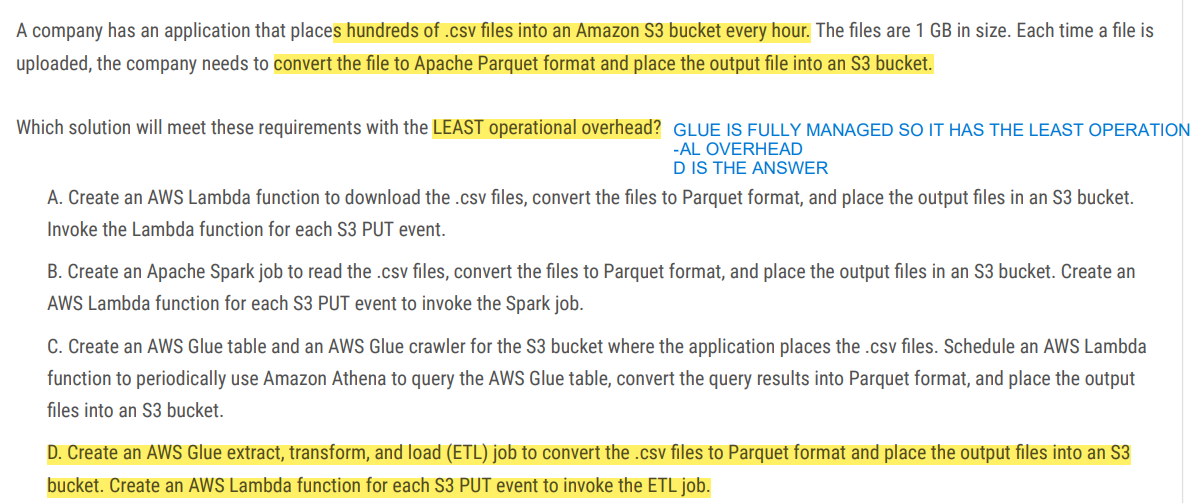 A company has an application that places hundreds of .csv files into an Amazon S3 bucket every hour. The files are 1 GB in size. Each time a file is
uploaded, the company needs to convert the file to Apache Parquet format and place the output file into an S3 bucket.
Which solution will meet these requirements with the LEAST operational overhead?
GLUE IS FULLY MANAGED SO IT HAS THE LEAST OPERATION
-AL OVERHEAD
D IS THE ANSWER
A. Create an AWS Lambda function to download the .csv files, convert the files to Parquet format, and place the output files in an S3 bucket.
Invoke the Lambda function for each S3 PUT event.
B. Create an Apache Spark job to read the .csv files, convert the files to Parquet format, and place the output files in an S3 bucket. Create an
AWS Lambda function for each S3 PUT event to invoke the Spark job.
C. Create an AWS Glue table and an AWS Glue crawler for the S3 bucket where the application places the .csv files. Schedule an AWS Lambda
function to periodically use Amazon Athena to query the AWS Glue table, convert the query results into Parquet format, and place the output
files into an S3 bucket.
D. Create an AWS Glue extract, transform, and load (ETL) job to convert the .csv files to Parquet format and place the output files into an S3
bucket. Create an AWS Lambda function for each S3 PUT event to invoke the ETL job.